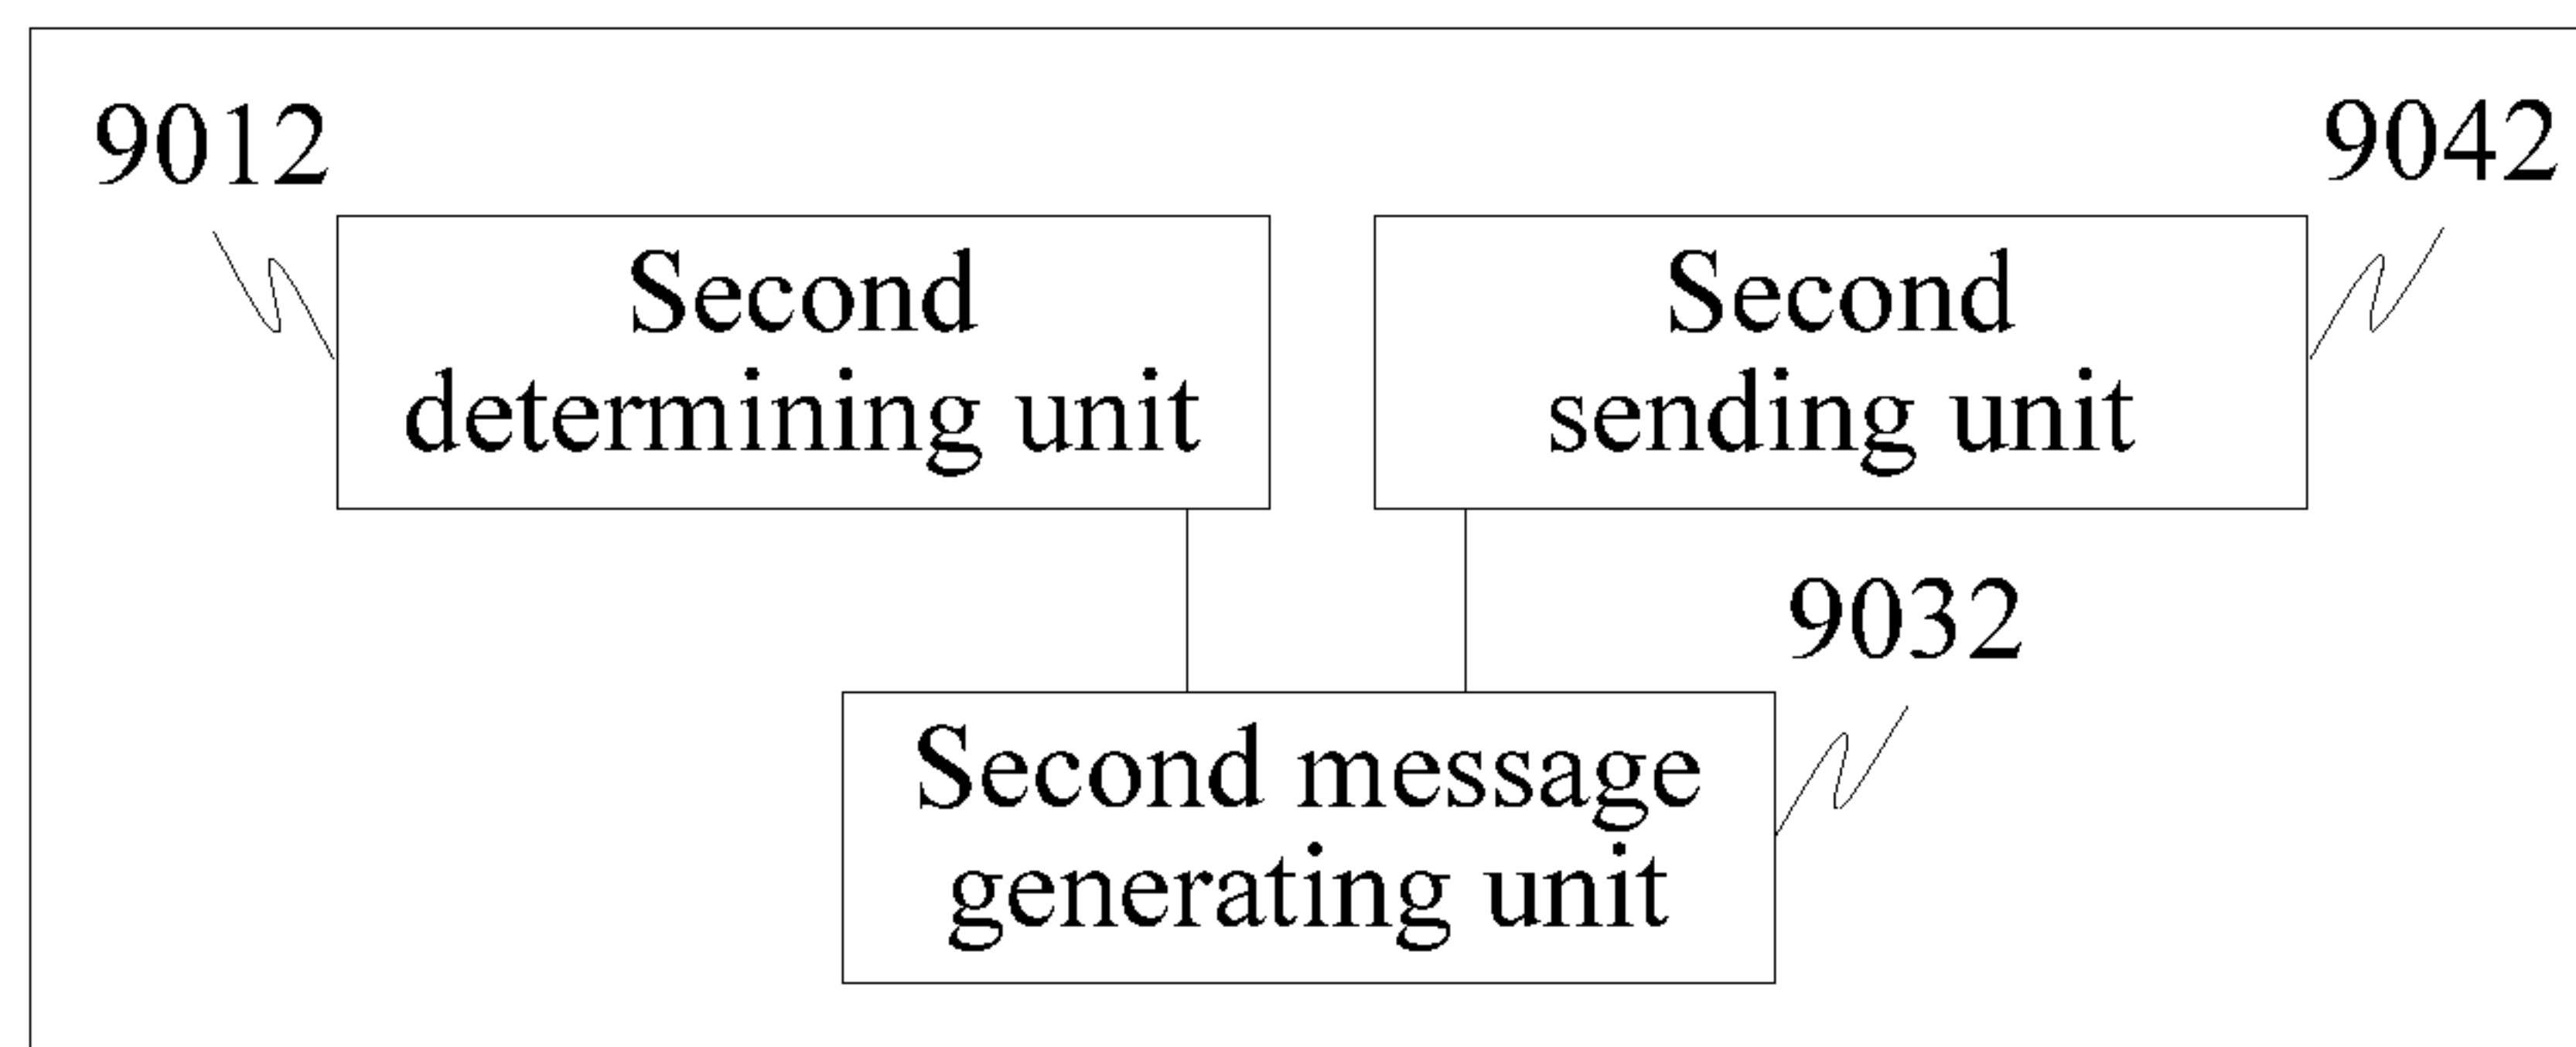 9012
9042
Second
determining unit
Second
sending unit
9032
Second message
generating unit